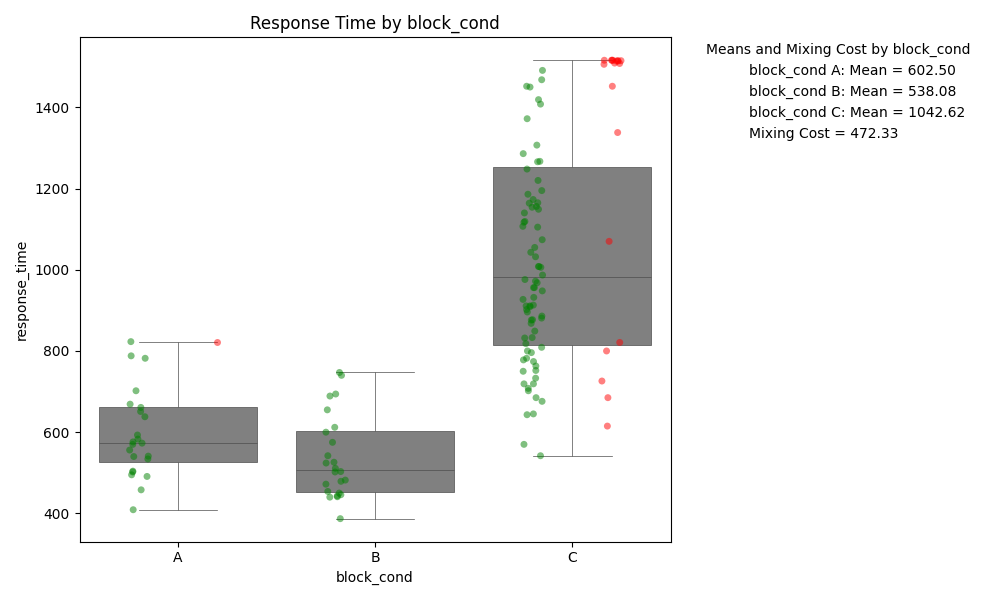 Response Time by block_cond
Means and Mixing Cost by block_cond
block_cond A: Mean = 602.50
block_cond B: Mean = 538.08
block_cond C: Mean = 1042.62
Mixing Cost = 472.33
response_time
1400
1200
1000
800
600
400
A B C
block_cond